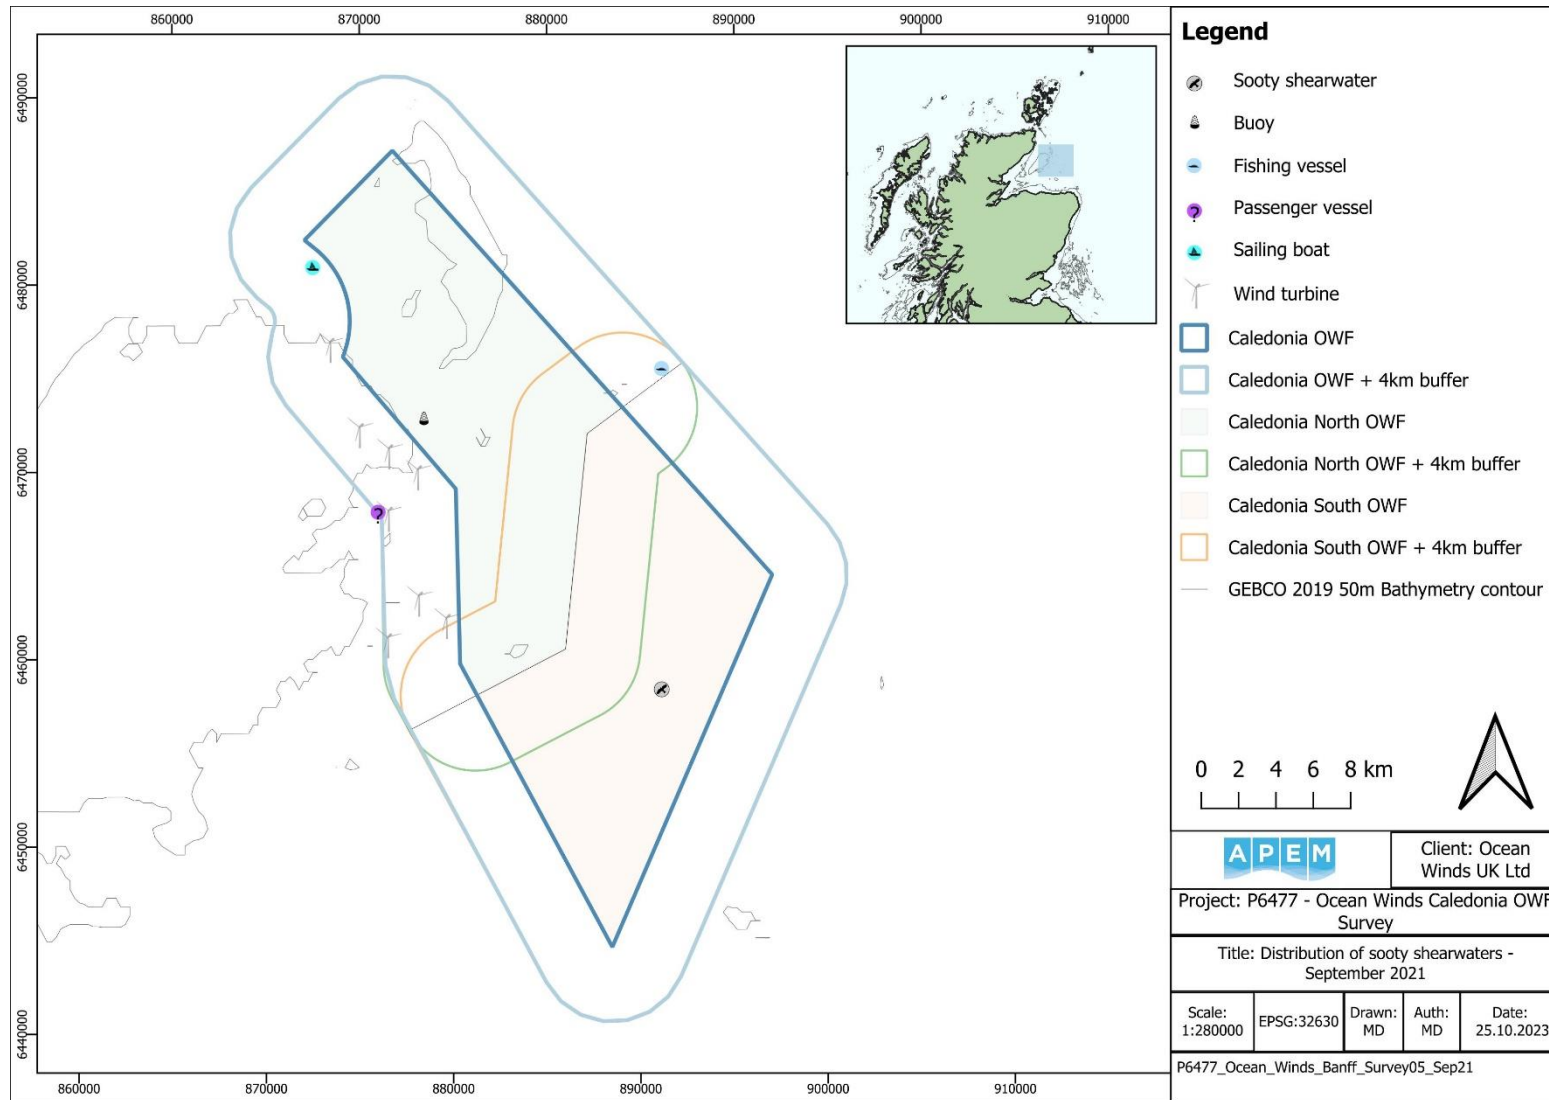 860000 870000 880000 890000 900000 910000
6490000
6480000
6470000
6460000
6450000
6440000
860000 870000 880000 890000 900000 910000
Legend
Sooty shearwater
Buoy
Fishing vessel
Passenger vessel
Sailing boat
Wind turbine
Caledonia OWF
Caledonia OWF + 4km buffer
Caledonia North OWF
Caledonia North OWF + 4km buffer
Caledonia South OWF
Caledonia South OWF + 4km buffer
GEBCO 2019 50m Bathymetry contour
0 2 4 6 8 km
APEM
Client: Ocean
Winds UK Ltd
Project: P6477 - Ocean Winds Caledonia OWF
Survey
Title: Distribution of sooty shearwaters -
September 2021
Scale:
1:280000
EPSG:32630
Drawn:
MD
Auth:
MD
Date:
25.10.2023
P6477_Ocean_Winds_Banff_Survey05_Sep21